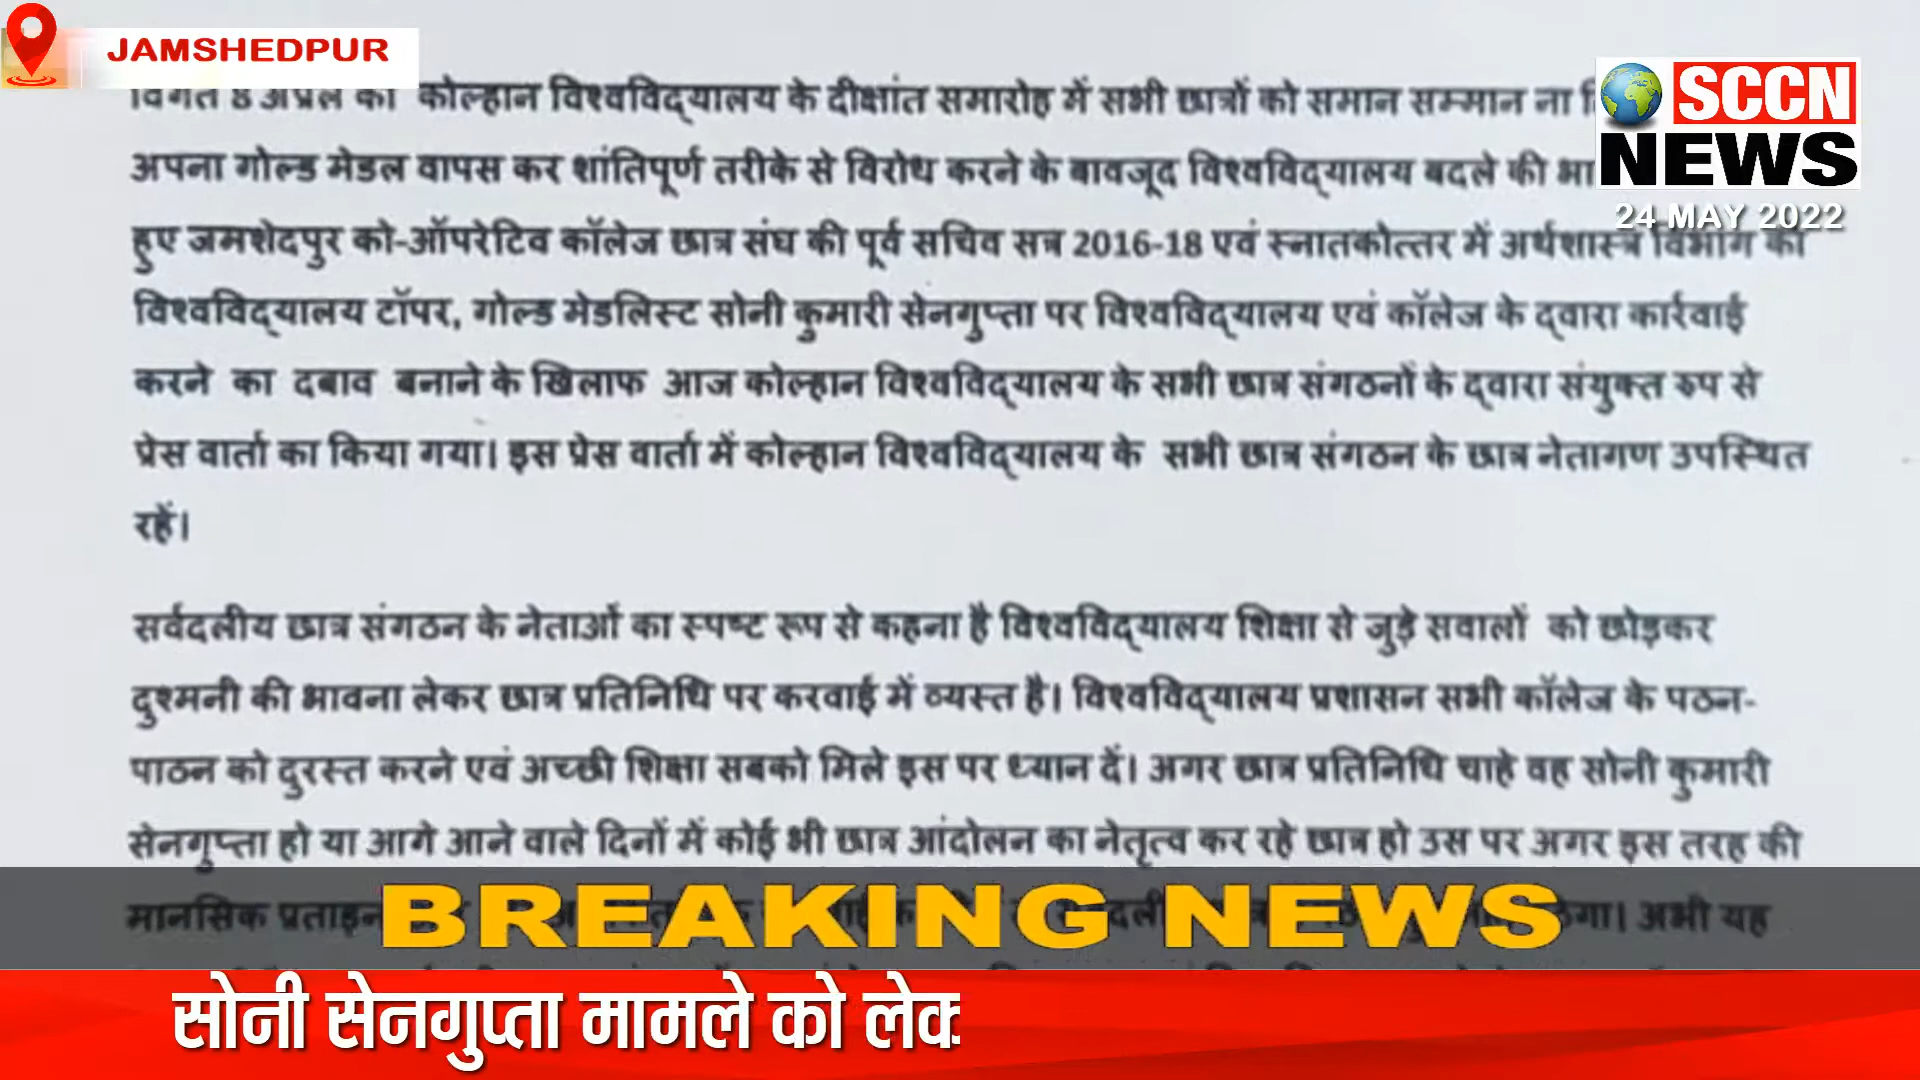 JAMSHEDPUR
SCCN
NEWS
24 MAY 2022
विगत 8 अप्रैल को कोल्हान विश्वविद्यालय के दीक्षांत समारोह में सभी छात्रों को समान सम्मान ना
अपना गोल्ड मेडल वापस कर शांतिपूर्ण तरीके से विरोध करने के बावजूद विश्वविद्यालय बदले की
हुए जमशेदपुर को-ऑपरेटिव कॉलेज छात्र संघ की पूर्व सचिव सत्र 2016-18 एवं स्नातकोत्तर में अर्थशास्त्र विभाग की
विश्वविद्यालय टॉपर, गोल्ड मेडलिस्ट सोनी कुमारी सेनगुप्ता पर विश्वविद्यालय एवं कॉलेज के द्वारा कार्रवाई
करने का दबाव बनाने के खिलाफ आज कोल्हान विश्वविद्यालय के सभी छात्र संगठनों के द्वारा संयुक्त रुप से
प्रेस वार्ता का किया गया। इस प्रेस वार्ता में कोल्हान विश्वविद्यालय के सभी छात्र संगठन के छात्र नेतागण उपस्थित
रहें।
सर्वदलीय छात्र संगठन के नेताओं का स्पष्ट रूप से कहना है विश्वविद्यालय शिक्षा से जुड़े सवालों को छोड़कर
दुश्मनी की भावना लेकर छात्र प्रतिनिधि पर करवाई में व्यस्त है। विश्वविद्यालय प्रशासन सभी कॉलेज के पठन-
पाठन को दुरस्त करने एवं अच्छी शिक्षा सबको मिले इस पर ध्यान दें। अगर छात्र प्रतिनिधि चाहे वह सोनी कुमारी
सेनगुप्ता हो या आगे आने वाले दिनों में कोई भी छात्र आंदोलन का नेतृत्व कर रहे छात्र हो उस पर अगर इस तरह की
मानसिक अभी यह
BREAKING NEWS
सोनी सेनगुप्ता मामले को